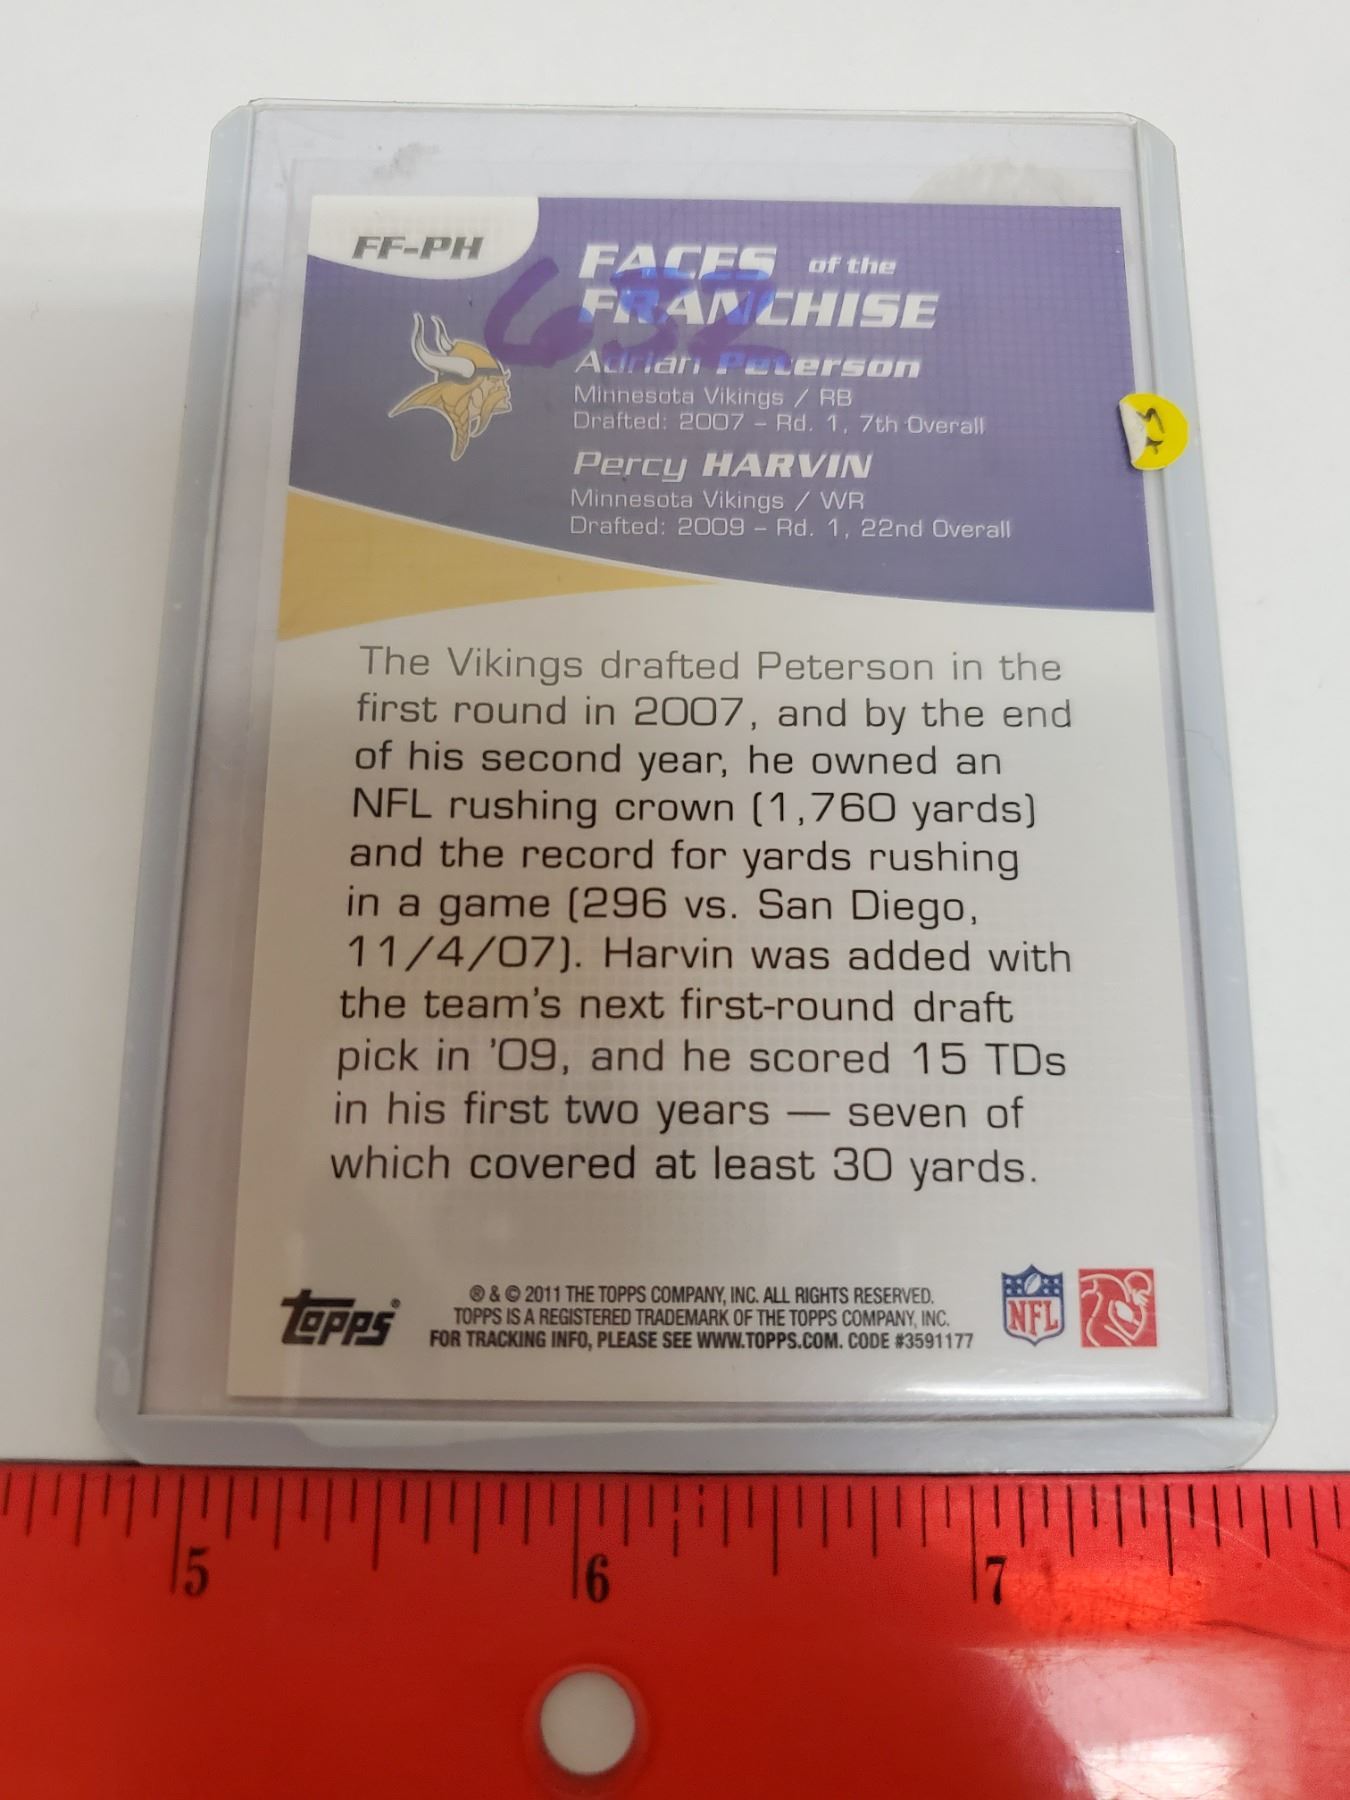 FF-PH
FACES of the
FRANCHISE
632
Adrian Peterson
Minnesota Vikings / RB
Drafted: 2007 – Rd. 1, 7th Overall
Percy HARVIN
Minnesota Vikings / WR
Drafted: 2009 – Rd. 1, 22nd Overall
The Vikings drafted Peterson in the
first round in 2007, and by the end
of his second year, he owned an
NFL rushing crown (1,760 yards)
and the record for yards rushing
in a game (296 vs. San Diego,
11/4/07). Harvin was added with
the team's next first-round draft
pick in '09, and he scored 15 TDs
in his first two years — seven of
which covered at least 30 yards.
topps®
® & © 2011 THE TOPPS COMPANY, INC. ALL RIGHTS RESERVED.
TOPPS IS A REGISTERED TRADEMARK OF THE TOPPS COMPANY, INC.
FOR TRACKING INFO, PLEASE SEE WWW.TOPPS.COM. CODE #3591177
NFL
5 6 7